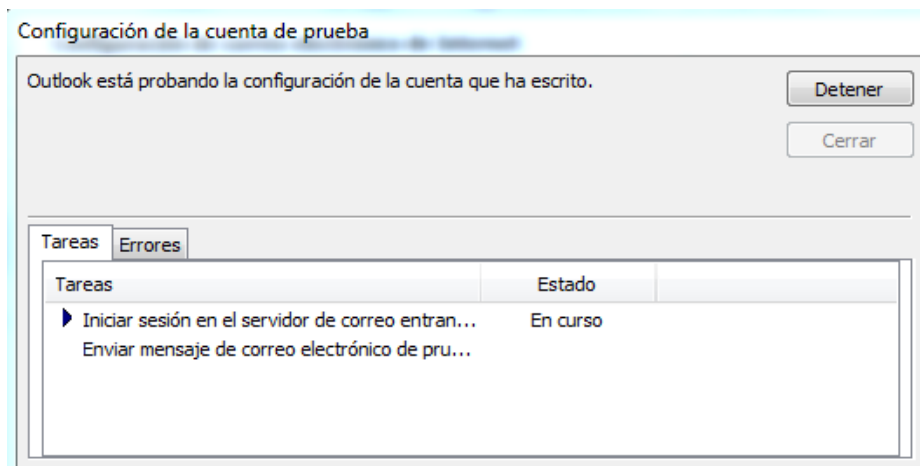 Configuración de la cuenta de prueba
Outlook está probando la configuración de la cuenta que ha escrito.
Detener
Cerrar
Tareas Errores
Tareas Estado
Iniciar sesión en el servidor de correo entran... En curso
Enviar mensaje de correo electrónico de pru...